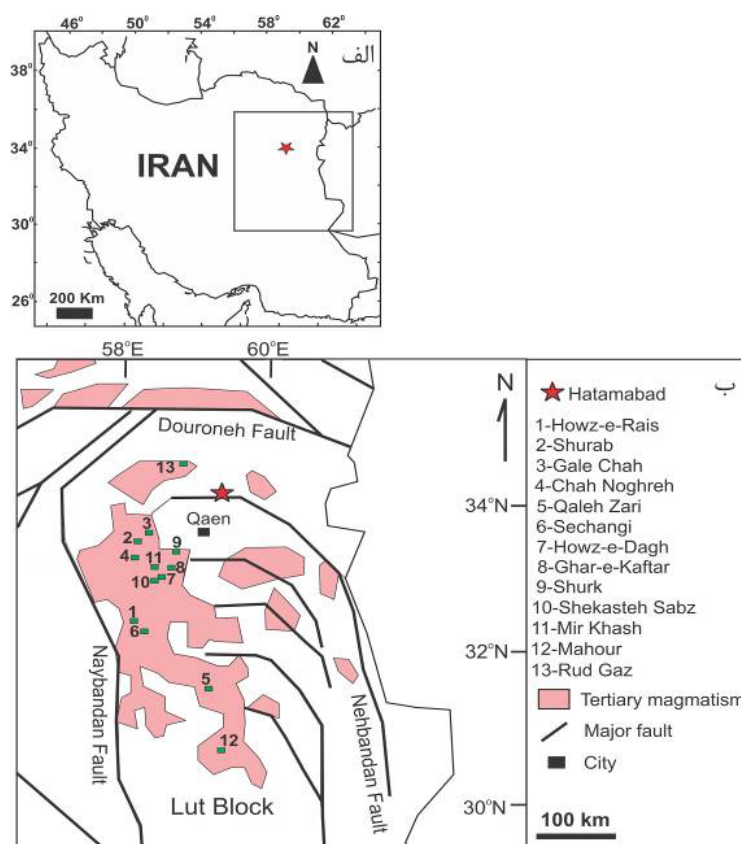 46° 50° 54° 58° 62°
الف
N
38°
34°
30°
26°
IRAN
200 Km
58°E 60°E
N
Douroneh Fault
13
34°N
Qaen
3
2
9
4
11
8
7
10
1
6
32°N
5
12
Naybandan Fault
Nehbandan Fault
Lut Block
30°N
ب
Hatamabad
1-Howz-e-Rais
2-Shurab
3-Gale Chah
4-Chah Noghreh
5-Qaleh Zari
6-Sechangi
7-Howz-e-Dagh
8-Ghar-e-Kaftar
9-Shurk
10-Shekasteh Sabz
11-Mir Khash
12-Mahour
13-Rud Gaz
Tertiary magmatism
Major fault
City
100 km